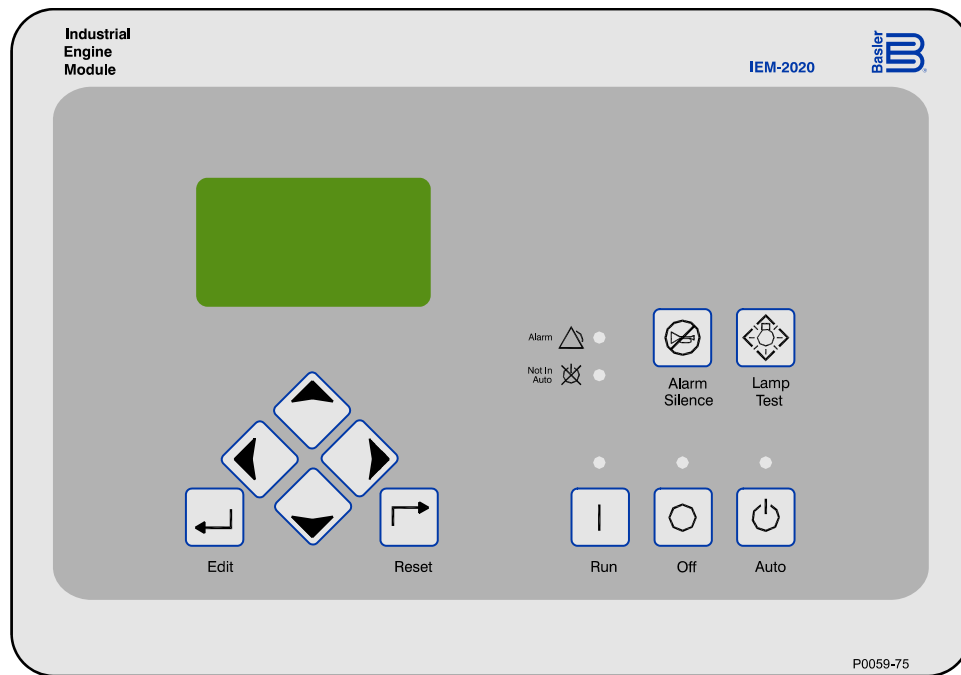 Industrial
Engine
Module
IEM-2020
Basler
Alarm
Not In
Auto
Alarm
Silence
Lamp
Test
Edit
Reset
Run
Off
Auto
P0059-75